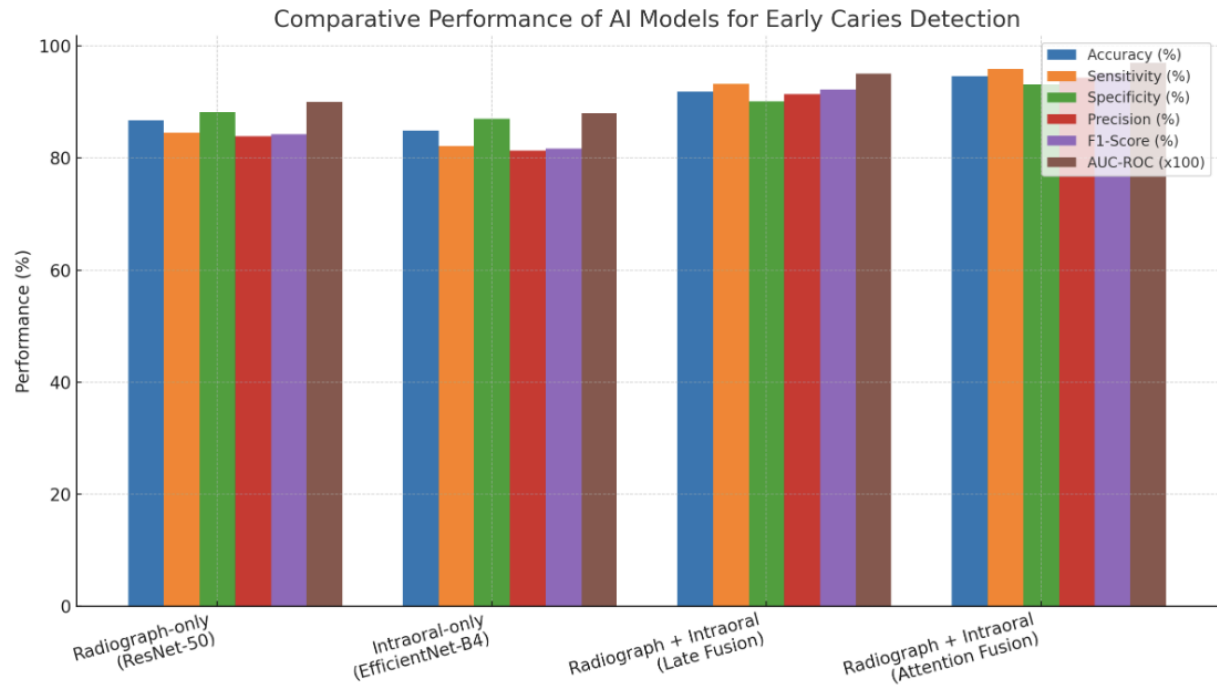 Comparative Performance of AI Models for Early Caries Detection
100
80
60
40
20
0
Performance (%)
Accuracy (%)
Sensitivity (%)
Specificity (%)
Precision (%)
F1-Score (%)
AUC-ROC (x100)
Radiograph-only
(ResNet-50)
Intraoral-only
(EfficientNet-B4)
Radiograph + Intraoral
(Late Fusion)
Radiograph + Intraoral
(Attention Fusion)